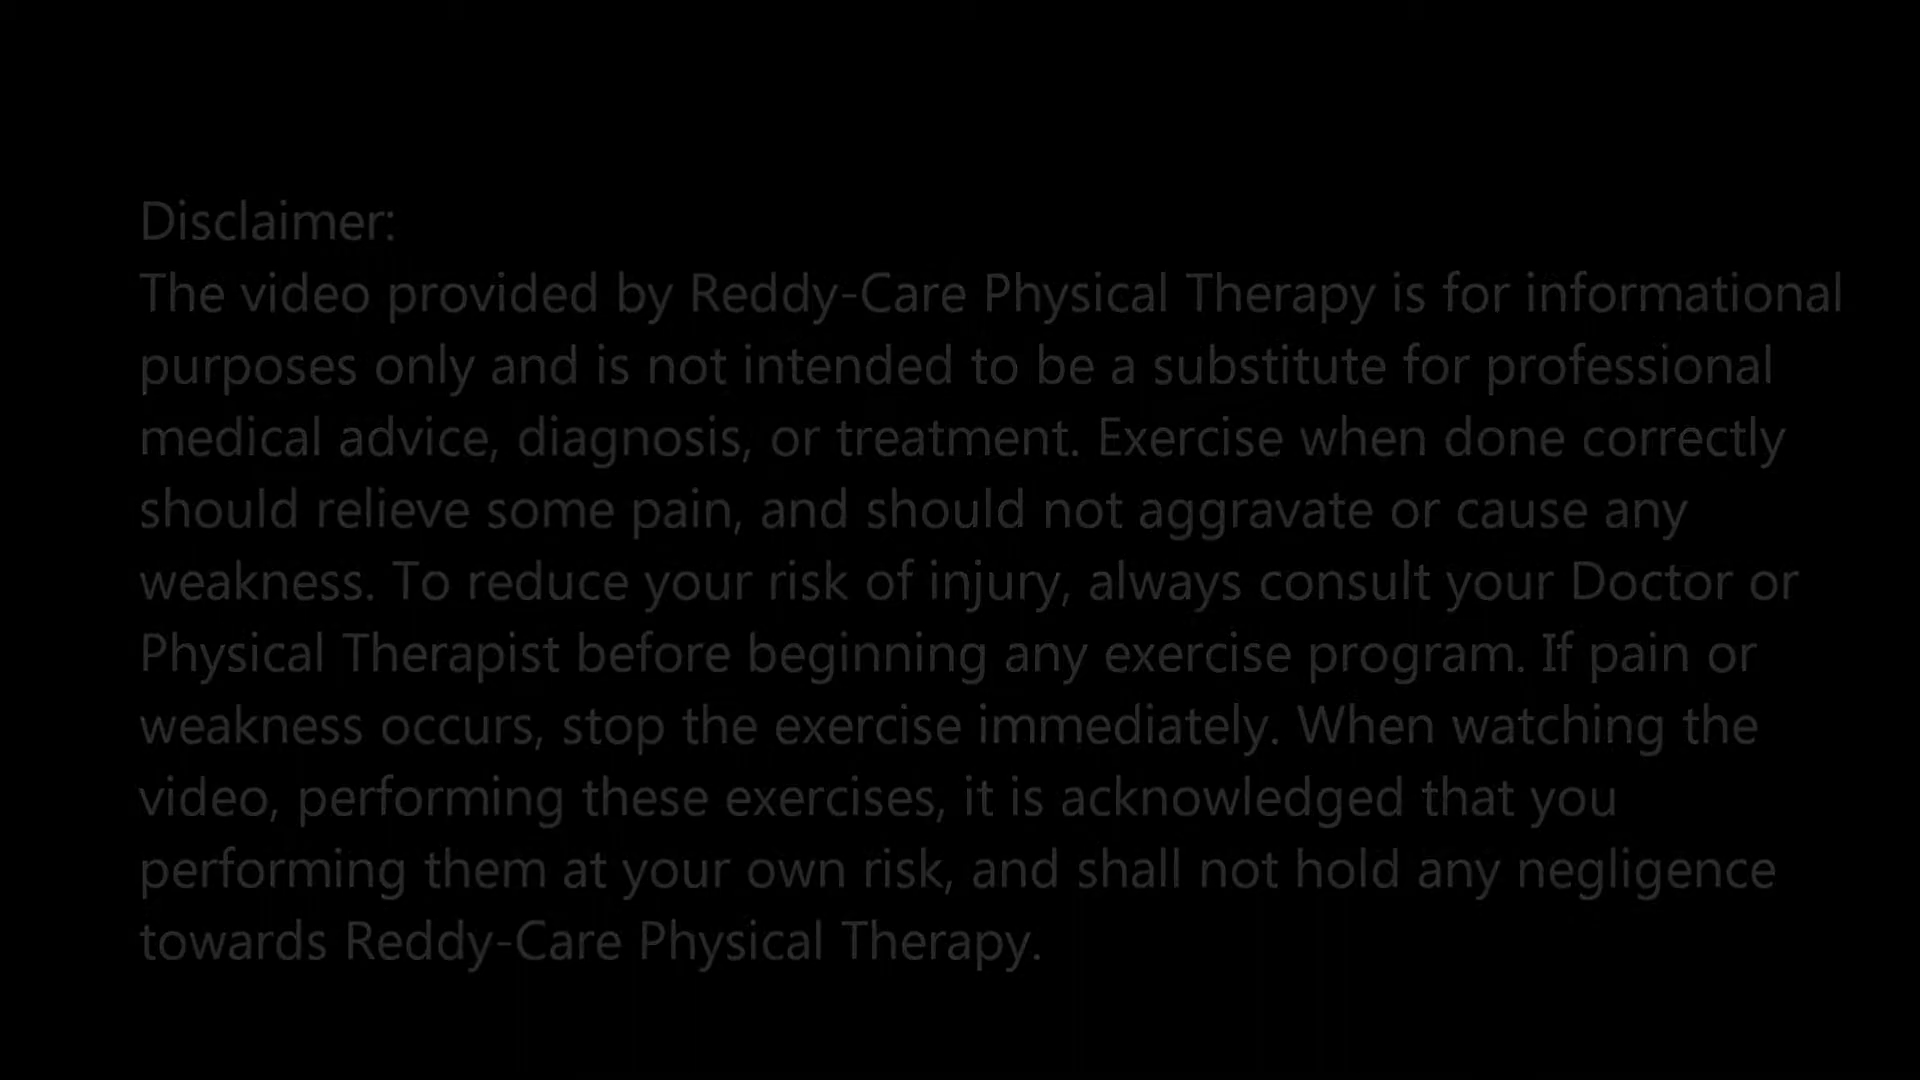 Disclaimer:
The video provided by Reddy-Care Physical Therapy is for informational
purposes only and is not intended to be a substitute for professional
medical advice, diagnosis, or treatment. Exercise when done correctly
should relieve some pain, and should not aggravate or cause any
weakness. To reduce your risk of injury, always consult your Doctor or
Physical Therapist before beginning any exercise program. If pain or
weakness occurs, stop the exercise immediately. When watching the
video, performing these exercises, it is acknowledged that you
performing them at your own risk, and shall not hold any negligence
towards Reddy-Care Physical Therapy.